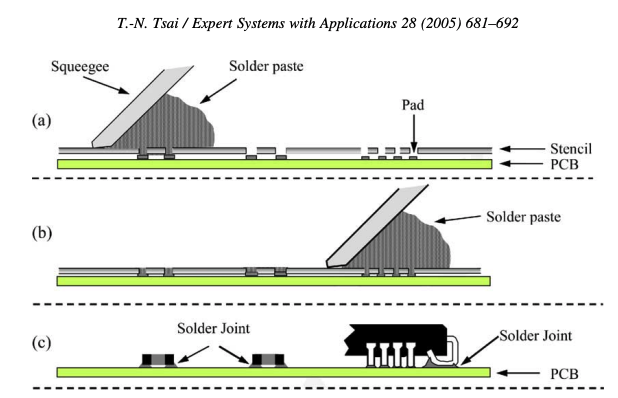 T.-N. Tsai / Expert Systems with Applications 28 (2005) 681–692
Squeegee
Solder paste
(a)
Pad
Stencil
PCB
(b)
Solder paste
(c)
Solder Joint
Solder Joint
PCB